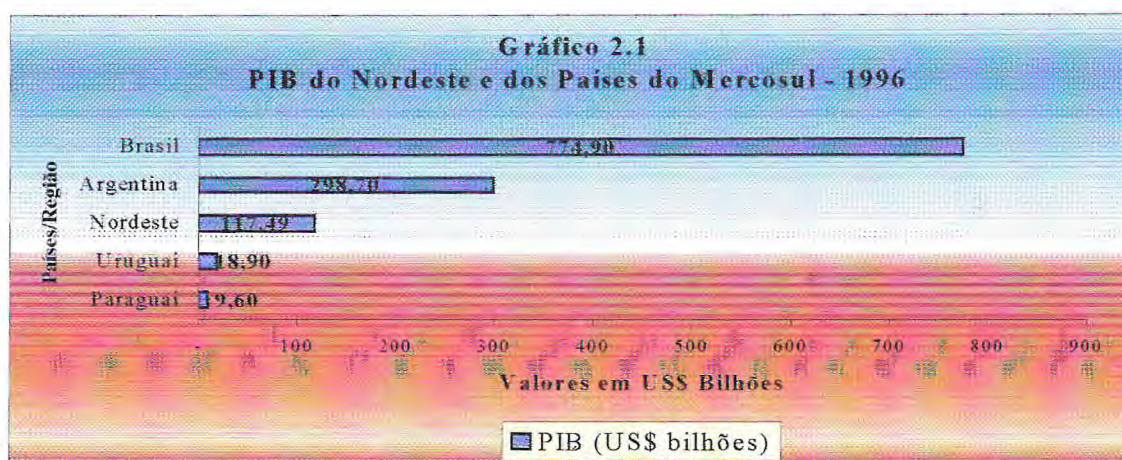 Gráfico 2.1
PIB do Nordeste e dos Países do Mercosul - 1996
Países/Região
Brasil 774,90
Argentina 298,70
Nordeste 117,49
Uruguai 18,90
Paraguai 9,60
- 100 200 300 400 500 600 700 800 900
Valores em US$ Bilhões
PIB (US$ bilhões)